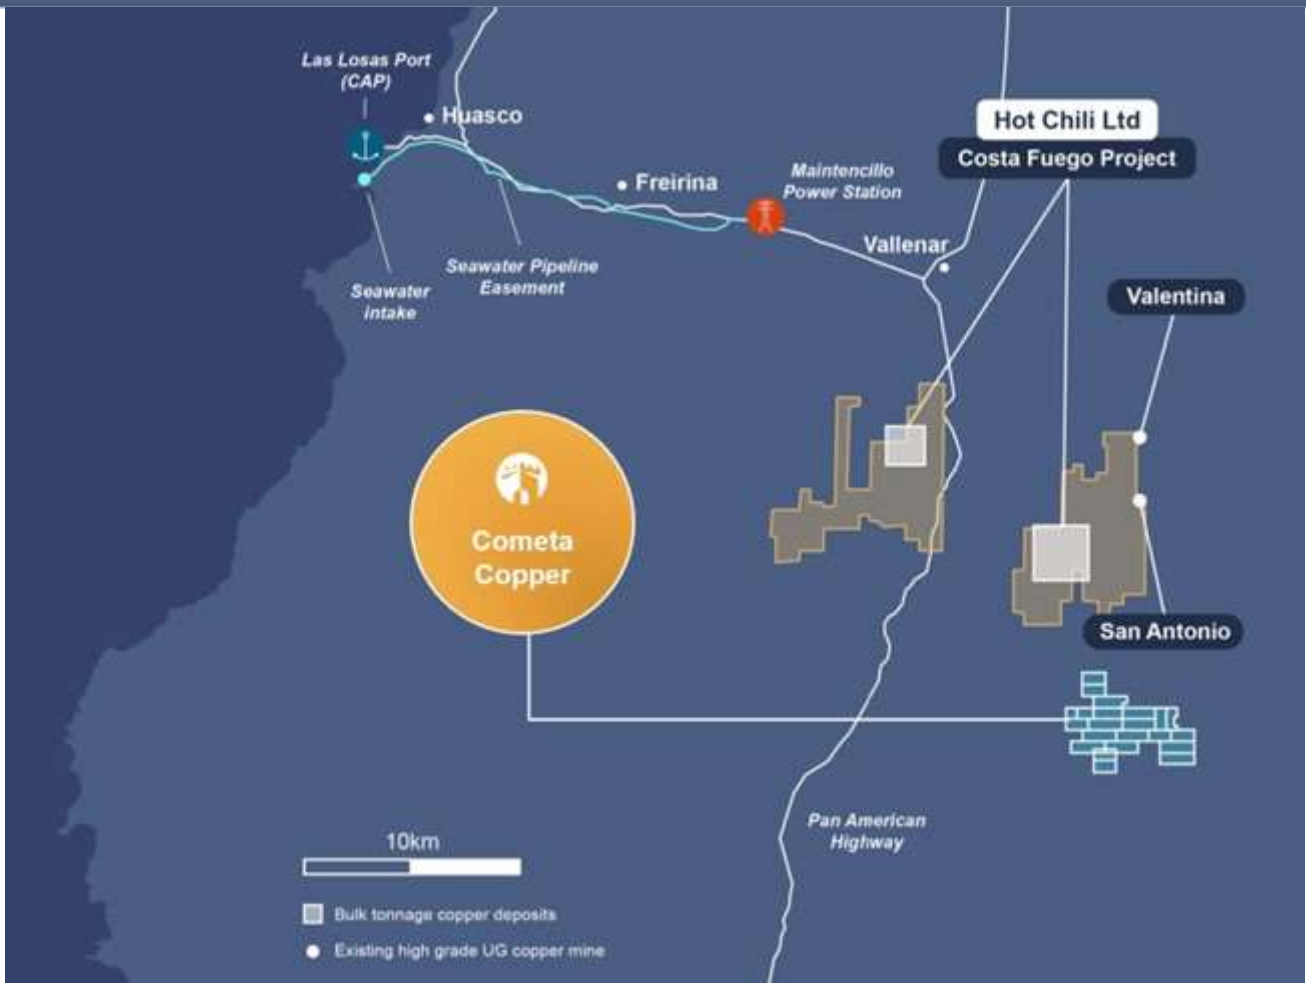 Las Losas Port
(CAP)
Huasco
Hot Chili Ltd
Costa Fuego Project
Maintencillo
Power Station
Freirina
Vallenar
Seawater Pipeline
Easement
Seawater
intake
Valentina
Cometa
Copper
San Antonio
Pan American
Highway
10km
Bulk tonnage copper deposits
Existing high grade UG copper mine